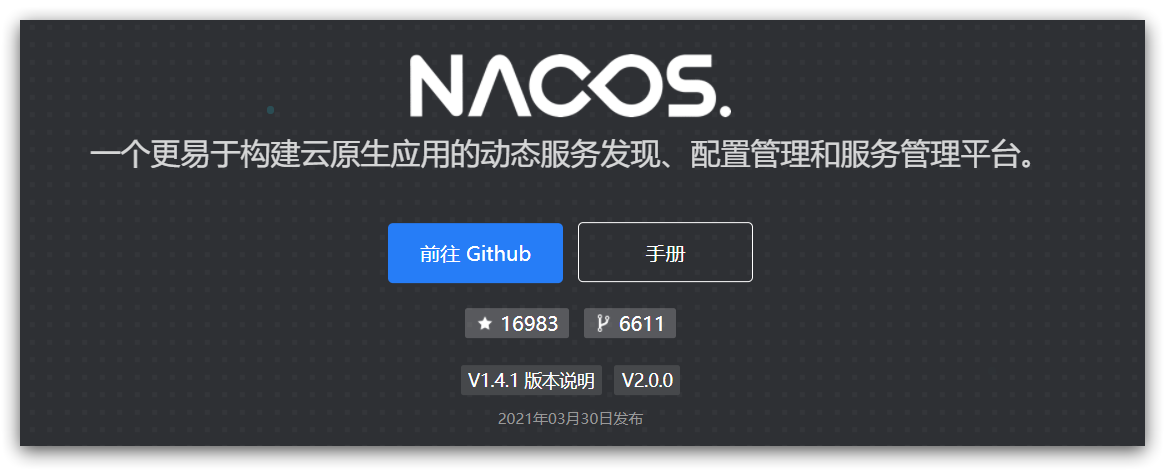 NACOS.
一个更易于构建云原生应用的动态服务发现、配置管理和服务管理平台。
前往 Github 手册
16983 6611
V1.4.1 版本说明 V2.0.0
2021年03月30日发布